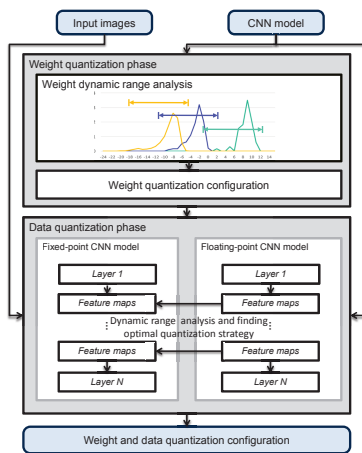 Input images
CNN model
Weight quantization phase
Weight dynamic range analysis
-24 -22 -20 -18 -16 -14 -12 -10 -8 -6 -4 -2 0 2 4 6 8 10 12 14
Weight quantization configuration
Data quantization phase
Fixed-point CNN model
Floating-point CNN model
Layer 1
Layer 1
Feature maps
Feature maps
Dynamic range analysis and finding
optimal quantization strategy
Feature maps
Feature maps
Layer N
Layer N
Weight and data quantization configuration